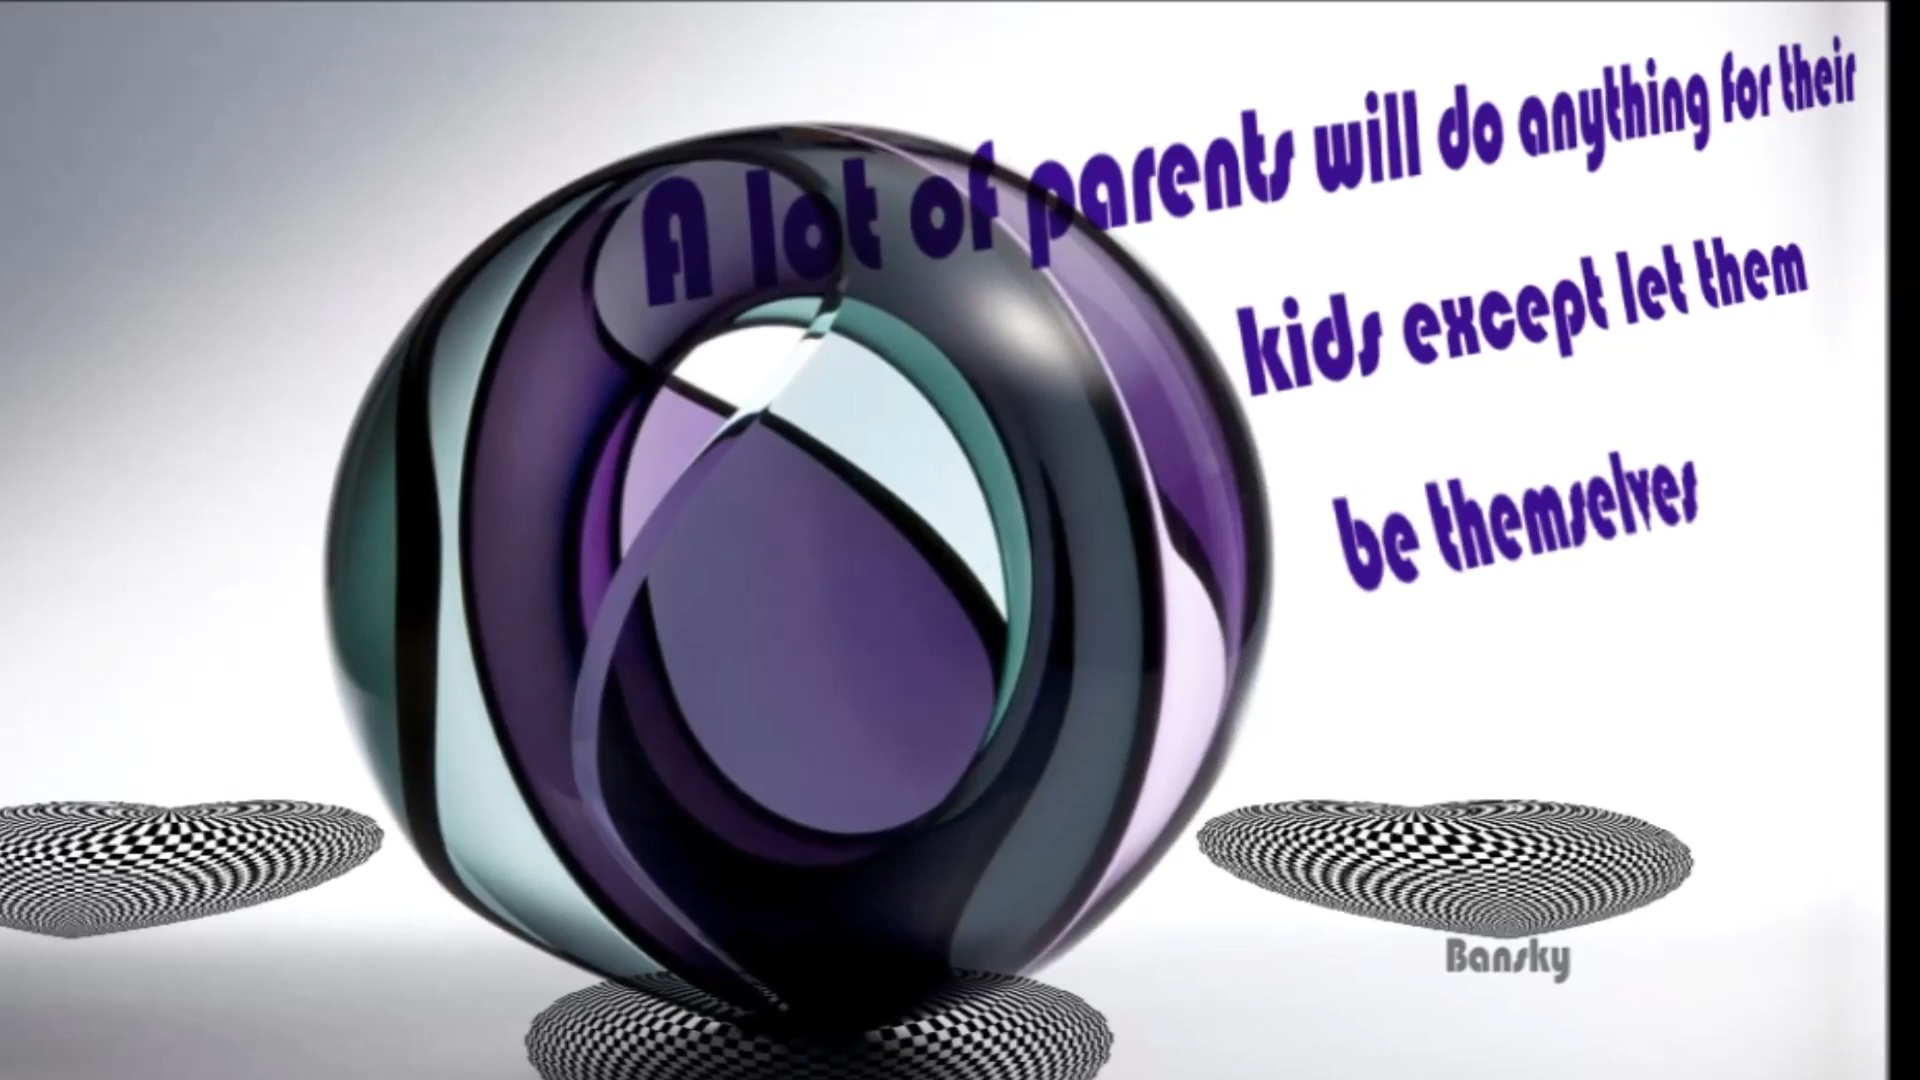 A lot of parents will do anything for their
kids except let them
be themselves
Bansky